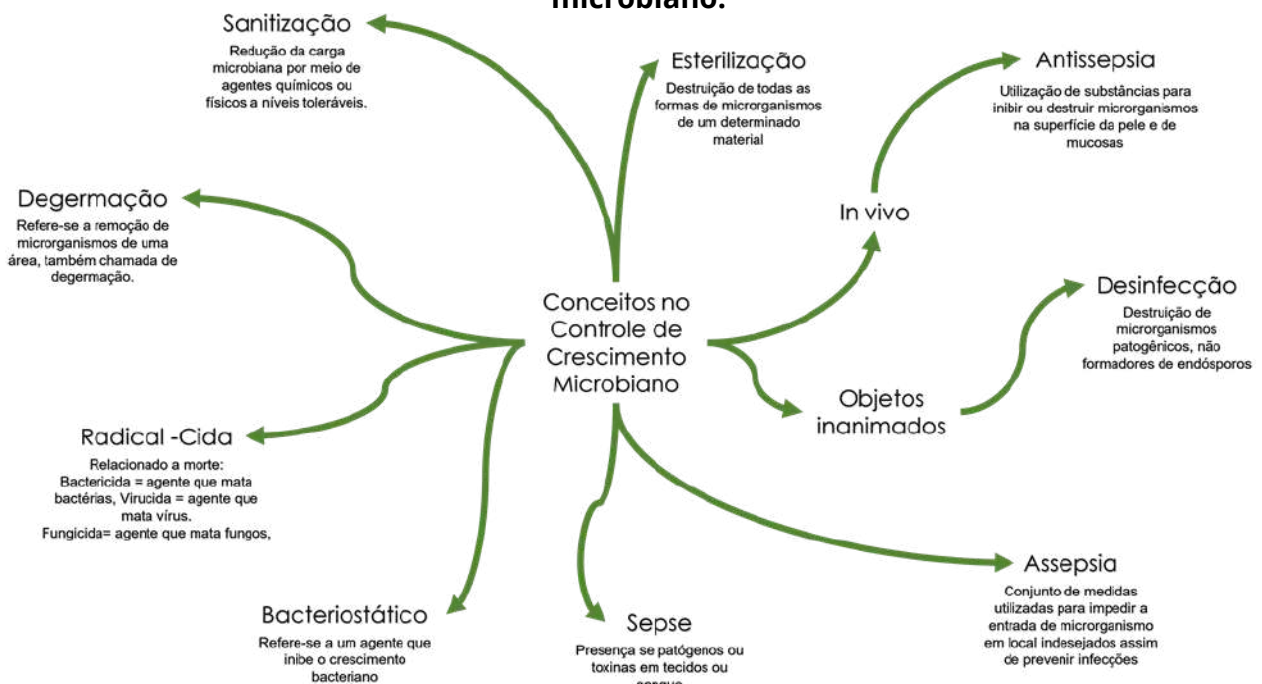 microbiano.
Sanitização
Redução da carga
microbiana por meio de
agentes químicos ou
físicos a níveis toleráveis.
Esterilização
Destruição de todas as
formas de microrganismos
de um determinado
material
Antissepsia
Utilização de substâncias para
inibir ou destruir microrganismos
na superfície da pele e de
mucosas
Degermação
Refere-se a remoção de
microrganismos de uma
área, também chamada de
degermação.
In vivo
Conceitos no
Controle de
Crescimento
Microbiano
Desinfecção
Destruição de
microrganismos
patogênicos, não
formadores de endósporos
Objetos
inanimados
Radical -Cida
Relacionado a morte:
Bactericida = agente que mata
bactérias, Virucida = agente que
mata vírus.
Fungicida= agente que mata fungos,
Bacteriostático
Refere-se a um agente que
inibe o crescimento
bacteriano
Sepse
Presença se patógenos ou
toxinas em tecidos ou
Assepsia
Conjunto de medidas
utilizadas para impedir a
entrada de microrganismo
em local indesejados assim
de prevenir infecções